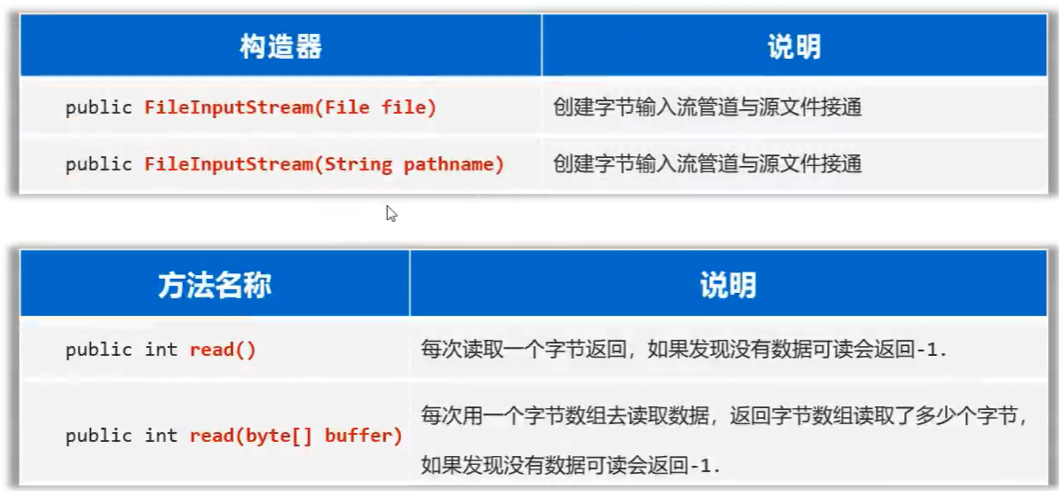 构造器 说明
public FileInputStream(File file) 创建字节输入流管道与源文件接通
public FileInputStream(String pathname) 创建字节输入流管道与源文件接通
方法名称 说明
public int read() 每次读取一个字节返回，如果发现没有数据可读会返回-1.
每次用一个字节数组去读取数据，返回字节数组读取了多少个字节，
public int read(byte[] buffer)
如果发现没有数据可读会返回-1.